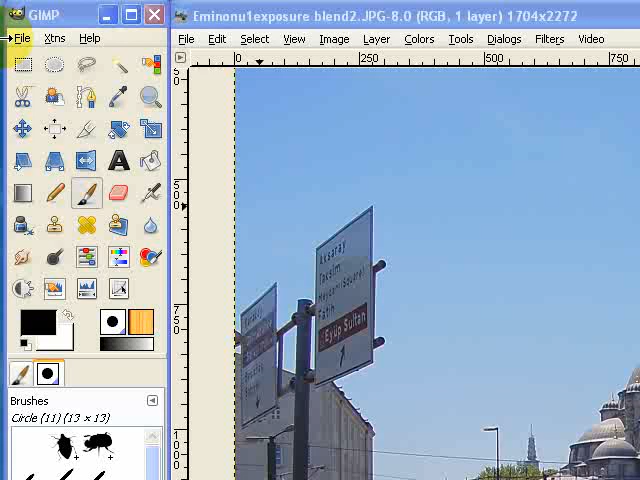 GIMP
Eminonu1exposure blend2.JPG-8.0 (RGB, 1 layer) 1704x2272
File Xtns Help
File Edit Select View Image Layer Colors Tools Dialogs Filters Video
0 250 500 750
Aksaray
Taksim
Fatih
Eyüp Sultan
Brushes
Circle (11) (13 × 13)